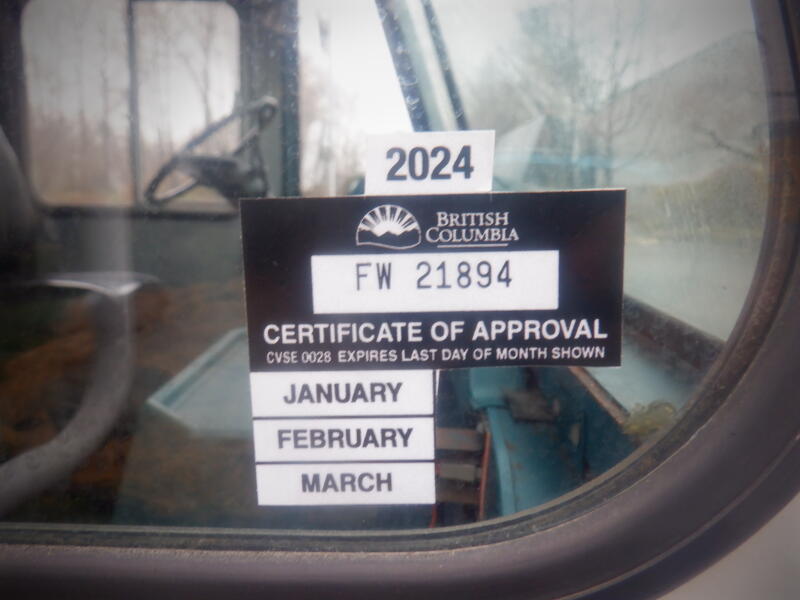 2024
BRITISH
COLUMBIA
FW 21894
CERTIFICATE OF APPROVAL
CVSE 0028 EXPIRES LAST DAY OF MONTH SHOWN
JANUARY
FEBRUARY
MARCH